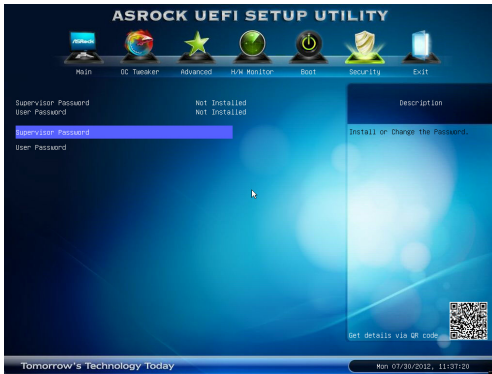 ASROCK UEFI SETUP UTILITY
ASRock
Main OC Tweaker Advanced H/W Monitor Boot Security Exit
Supervisor Password Not Installed
User Password Not Installed
Supervisor Password
User Password
Description
Install or Change the Password.
Get details via QR code
Tomorrow's Technology Today
Mon 07/30/2012, 11:37:20